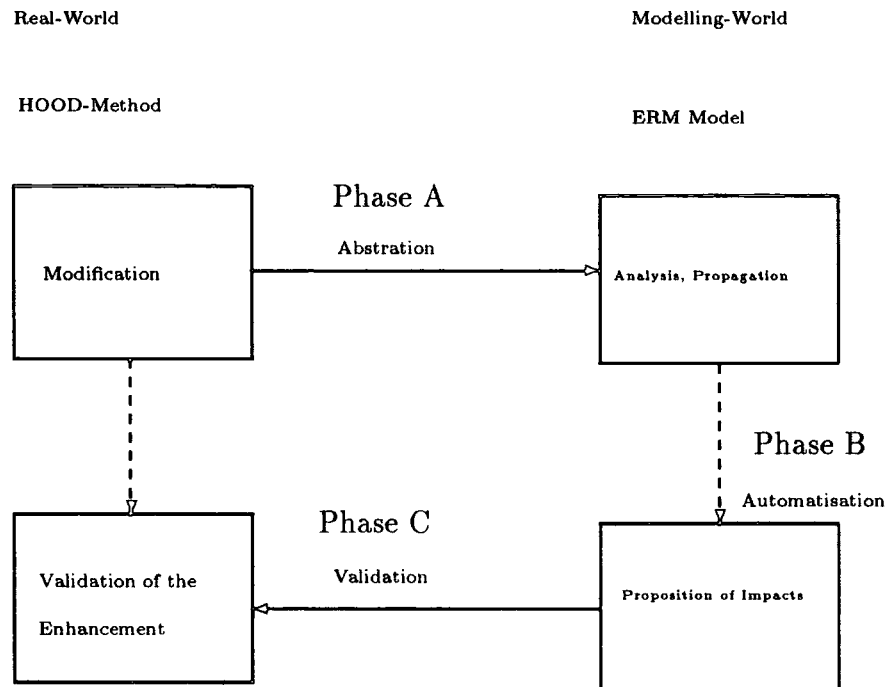 Real-World
Modelling-World
HOOD-Method
ERM Model
Phase A
Abstration
Modification
Analysis, Propagation
Phase B
Automatisation
Phase C
Validation
Validation of the
Enhancement
Proposition of Impacts